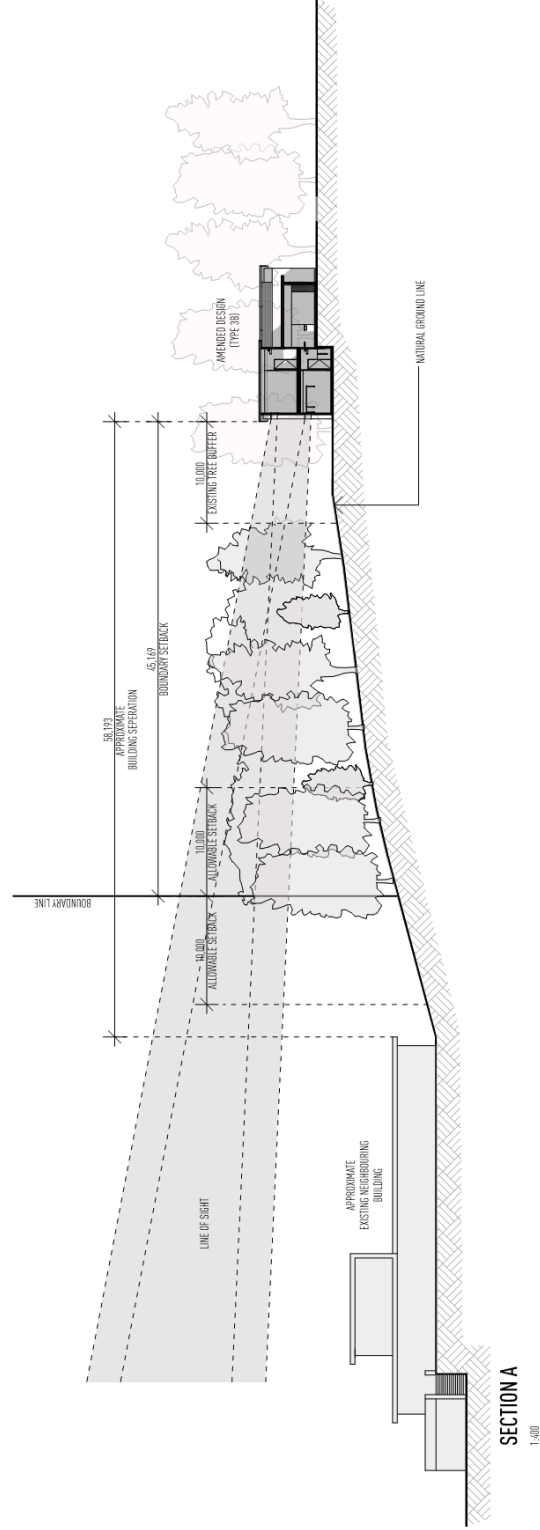 58,193
APPROXIMATE
BUILDING SEPERATION
45,169
BOUNDARY SETBACK
10,000
EXISTING TREE BUFFER
AMENDED DESIGN
(TYPE 3B)
NATURAL GROUND LINE
BOUNDARY LINE
10,000
ALLOWABLE SETBACK
10,000
ALLOWABLE SETBACK
LINE OF SIGHT
APPROXIMATE
EXISTING NEIGHBOURING
BUILDING
SECTION A
1:400